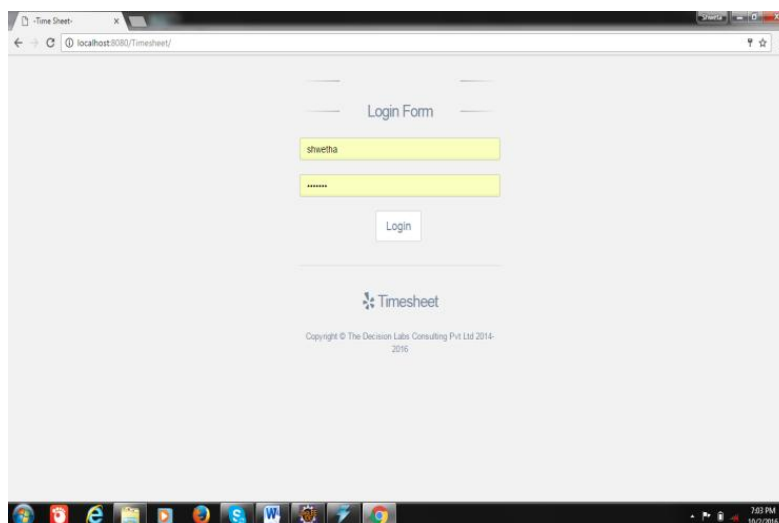 -Time Sheet-
Shweta
localhost:8080/Timesheet/
Login Form
shwetha
•••••••
Login
Timesheet
Copyright © The Decision Labs Consulting Pvt Ltd 2014-
2016
7:03 PM